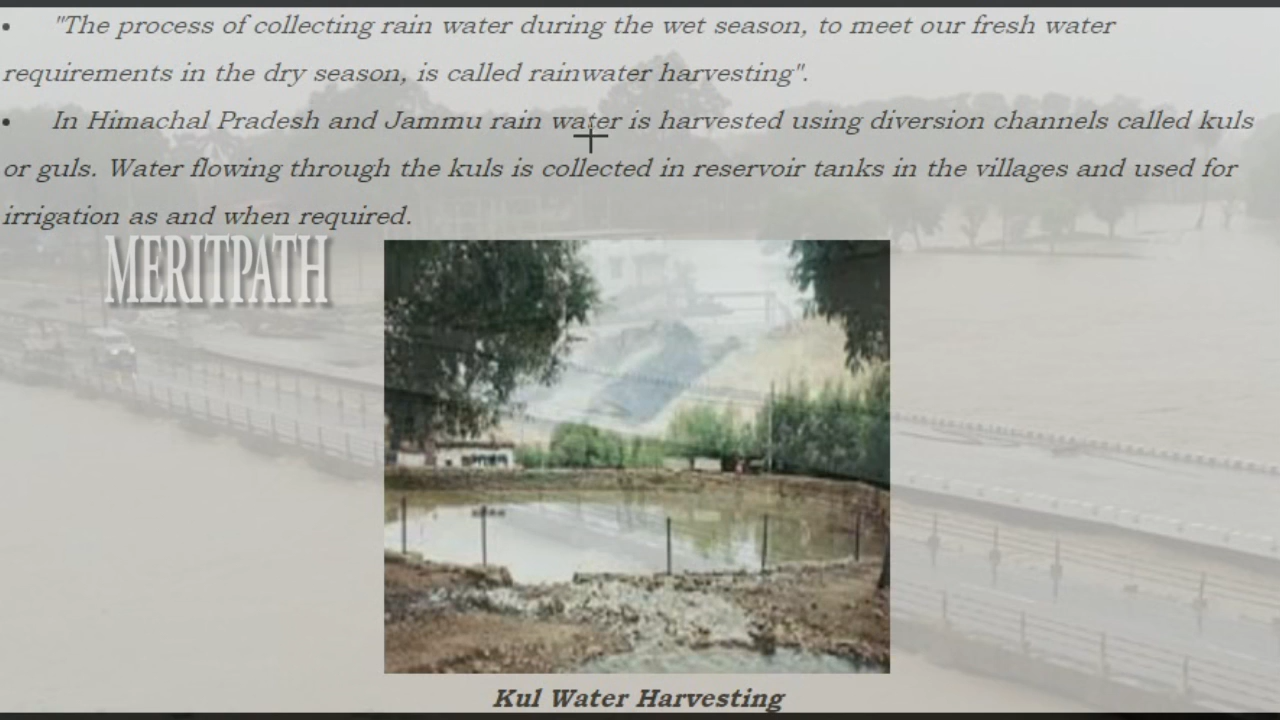 • "The process of collecting rain water during the wet season, to meet our fresh water
requirements in the dry season, is called rainwater harvesting".
• In Himachal Pradesh and Jammu rain water is harvested using diversion channels called kuls
or guls. Water flowing through the kuls is collected in reservoir tanks in the villages and used for
irrigation as and when required.
MERITPATH
Kul Water Harvesting